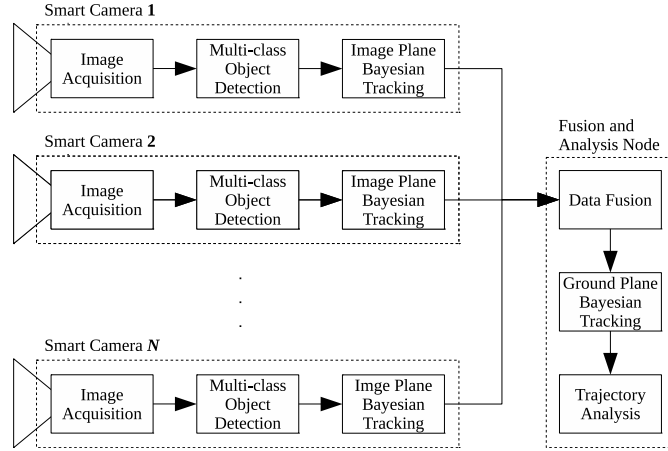 Smart Camera 1
Image
Acquisition
Multi-class
Object
Detection
Image Plane
Bayesian
Tracking
Smart Camera 2
Image
Acquisition
Multi-class
Object
Detection
Image Plane
Bayesian
Tracking
.
.
.
Smart Camera N
Image
Acquisition
Multi-class
Object
Detection
Imge Plane
Bayesian
Tracking
Fusion and
Analysis Node
Data Fusion
Ground Plane
Bayesian
Tracking
Trajectory
Analysis